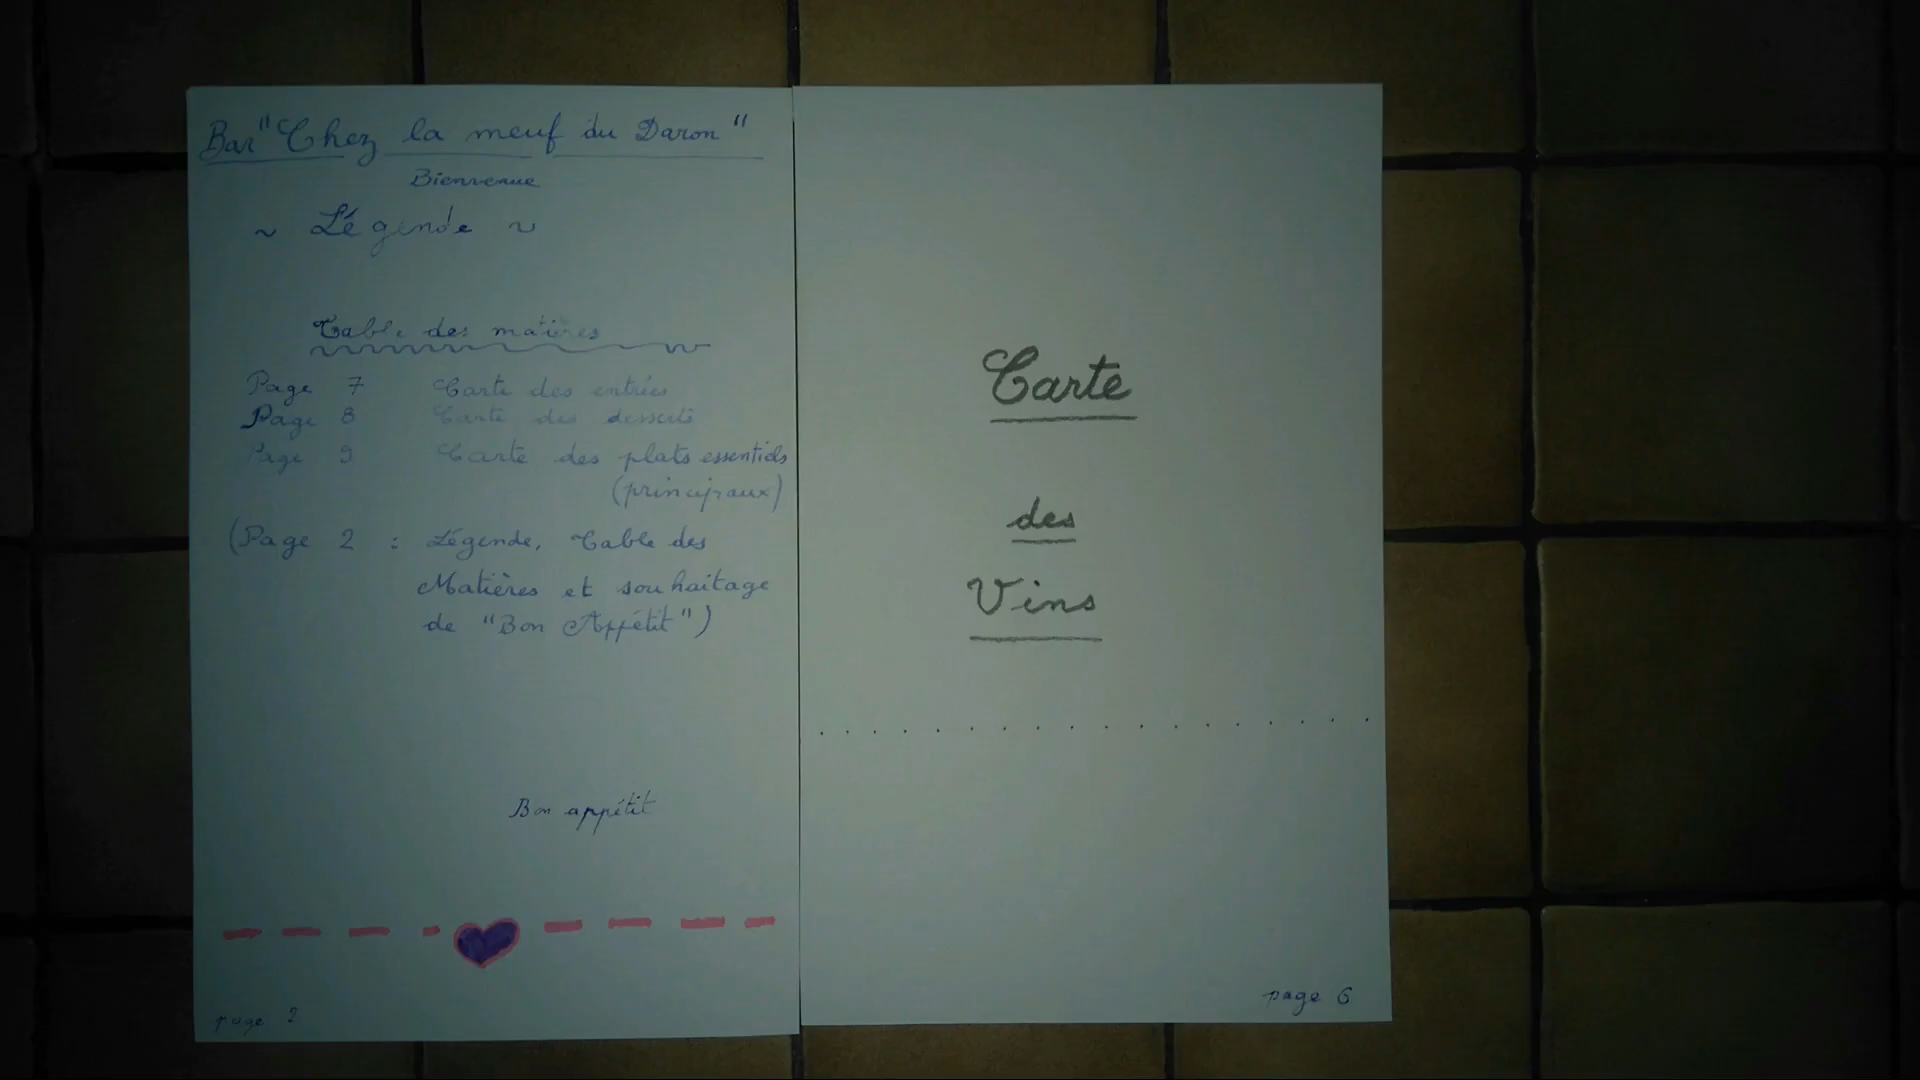 Bar "Chez la meuf du Daron"
Bienvenue
~ Légende ~
Table des matières
Page 7 Carte des entrées
Page 8 Carte des desserts
Page 9 Carte des plats essentiels
(principaux)
(Page 2 : Légende, Table des
Matières et souhaitage
de "Bon Appétit")
Bon appétit
page 2
Carte
des
Vins
page 6